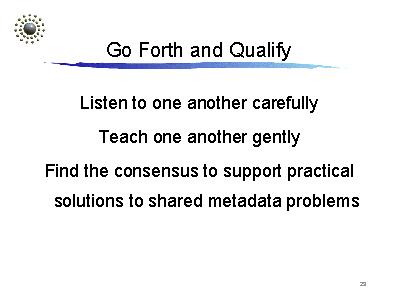 Go Forth and Qualify
Listen to one another carefully
Teach one another gently
Find the consensus to support practical
solutions to shared metadata problems
29